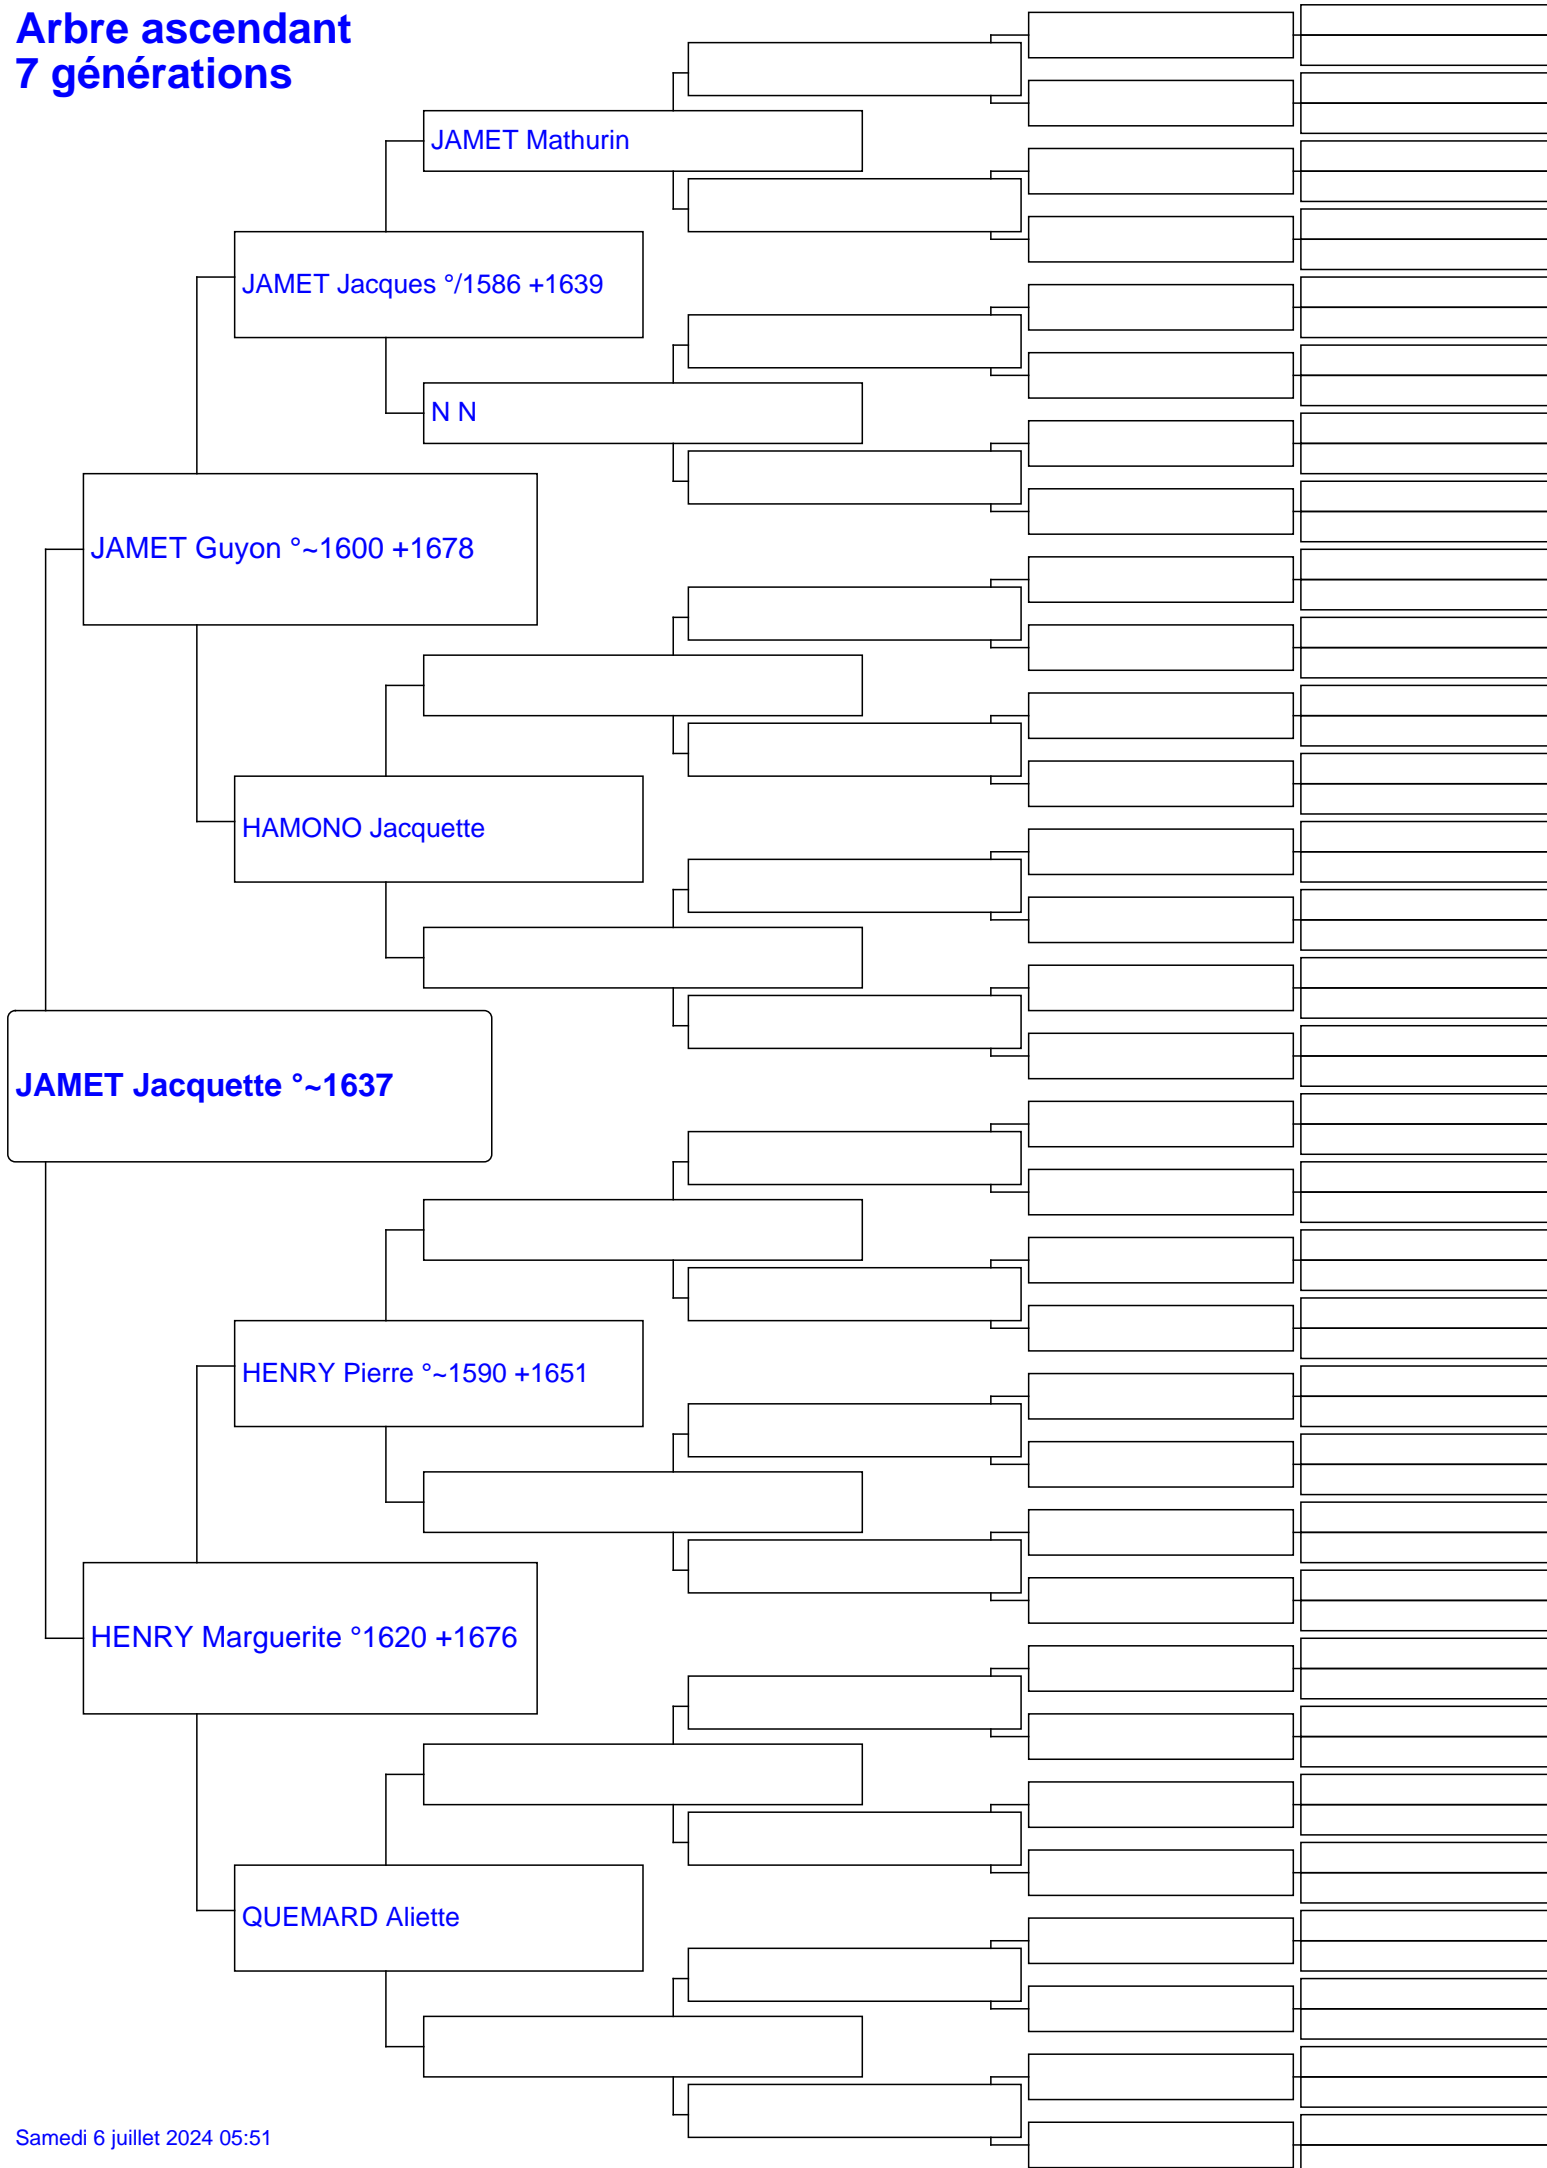 Arbre ascendant
7 générations
JAMET Mathurin
JAMET Jacques °/1586 +1639
N N
JAMET Guyon °~1600 +1678
HAMONO Jacquette
JAMET Jacquette °~1637
HENRY Pierre °~1590 +1651
HENRY Marguerite °1620 +1676
QUEMARD Aliette
Samedi 6 juillet 2024 05:51